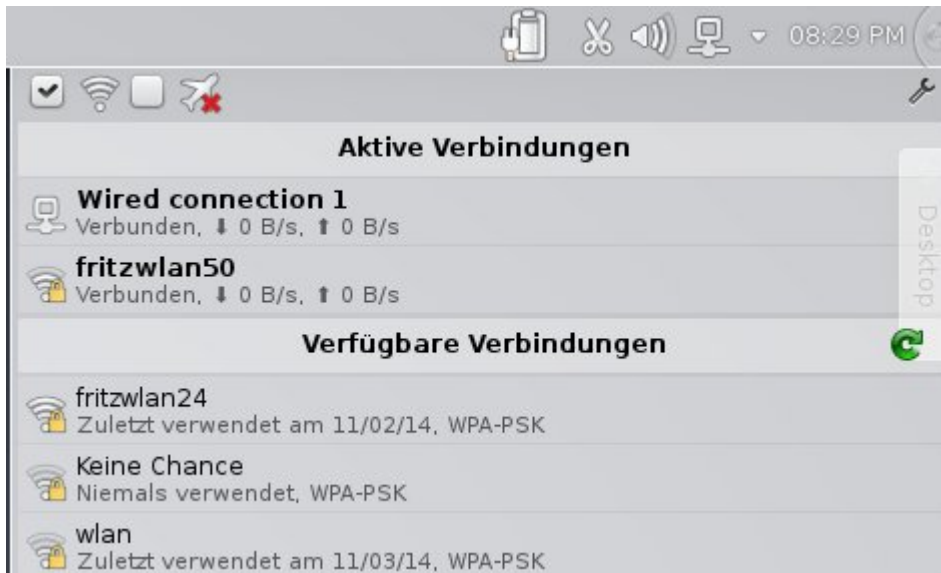 08:29 PM
Aktive Verbindungen
Wired connection 1
Verbunden, ⬇ 0 B/s, ⬆ 0 B/s
Desktop
fritzwlan50
Verbunden, ⬇ 0 B/s, ⬆ 0 B/s
Verfügbare Verbindungen
fritzwlan24
Zuletzt verwendet am 11/02/14, WPA-PSK
Keine Chance
Niemals verwendet, WPA-PSK
wlan
Zuletzt verwendet am 11/03/14, WPA-PSK